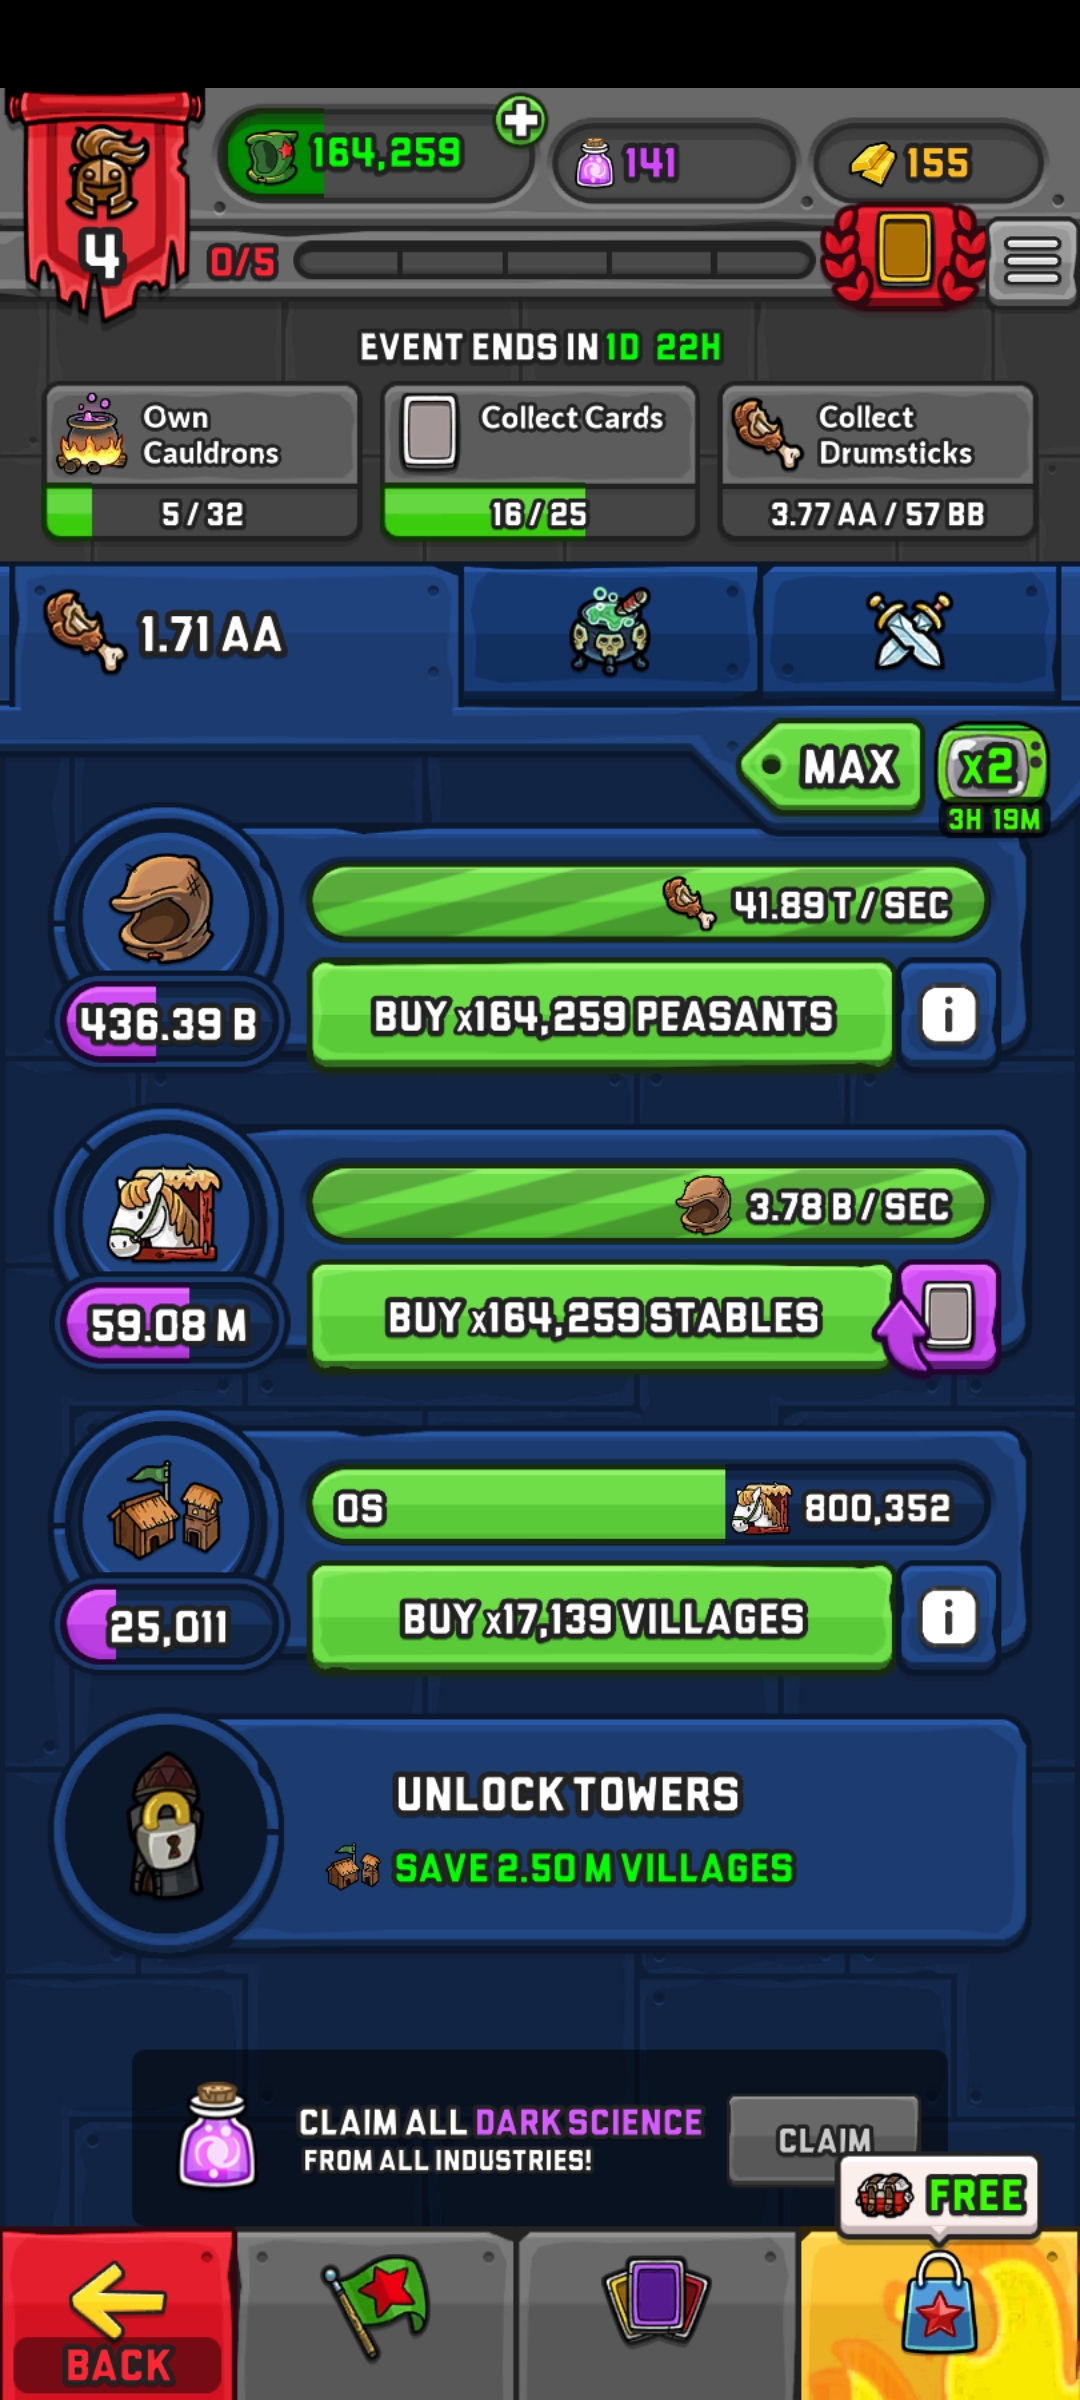 164,259
141
155
4
0/5
EVENT ENDS IN 1D 22H
Own
Cauldrons
5 / 32
Collect Cards
16 / 25
Collect
Drumsticks
3.77 AA / 57 BB
1.71 AA
MAX
x2
3H 19M
41.89 T / SEC
436.39 B
BUY x164,259 PEASANTS
3.78 B / SEC
59.08 M
BUY x164,259 STABLES
0S
800,352
25,011
BUY x17,139 VILLAGES
UNLOCK TOWERS
SAVE 2.50 M VILLAGES
CLAIM ALL DARK SCIENCE
FROM ALL INDUSTRIES!
CLAIM
FREE
BACK